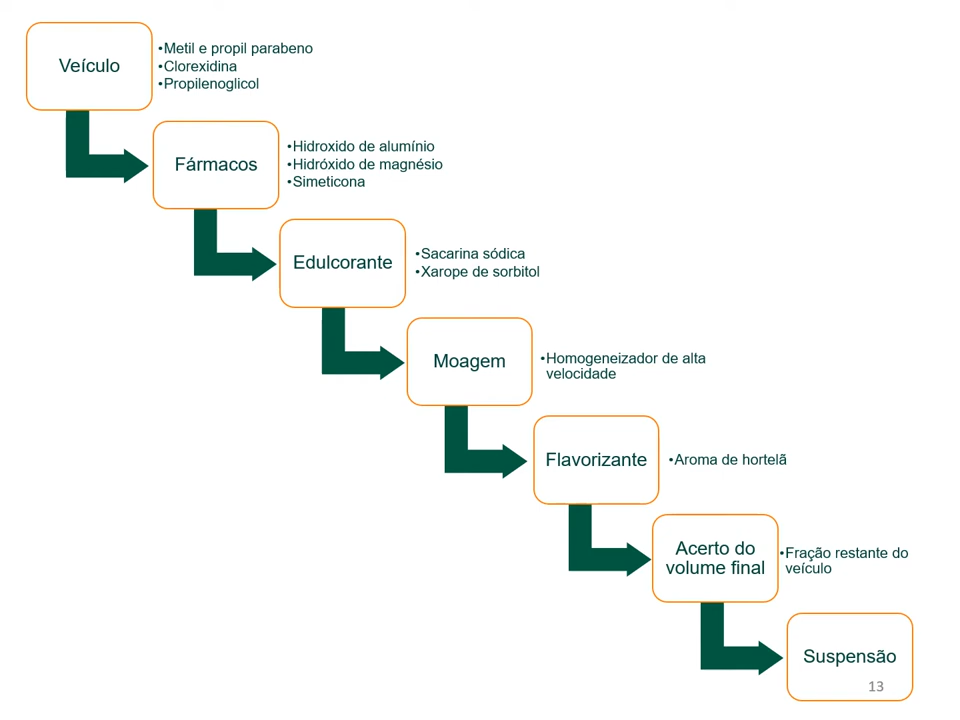 Veículo
•Metil e propil parabeno
•Clorexidina
•Propilenoglicol
Fármacos
•Hidroxido de alumínio
•Hidróxido de magnésio
•Simeticona
Edulcorante
•Sacarina sódica
•Xarope de sorbitol
Moagem
•Homogeneizador de alta
velocidade
Flavorizante
•Aroma de hortelã
Acerto do
volume final
•Fração restante do
veículo
Suspensão
13